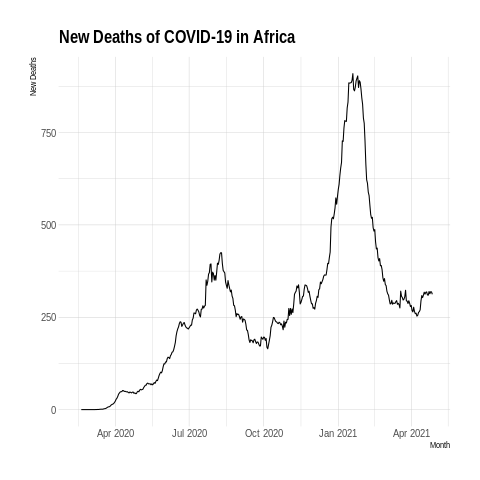 New Deaths of COVID-19 in Africa
New Deaths
750
500
250
0
Apr 2020 Jul 2020 Oct 2020 Jan 2021 Apr 2021
Month